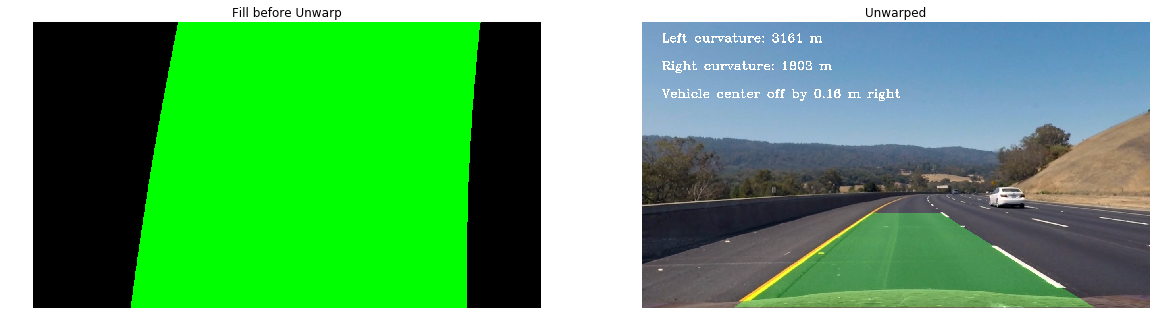 Fill before Unwarp
Unwarped
Left curvature: 3161 m
Right curvature: 1803 m
Vehicle center off by 0.16 m right